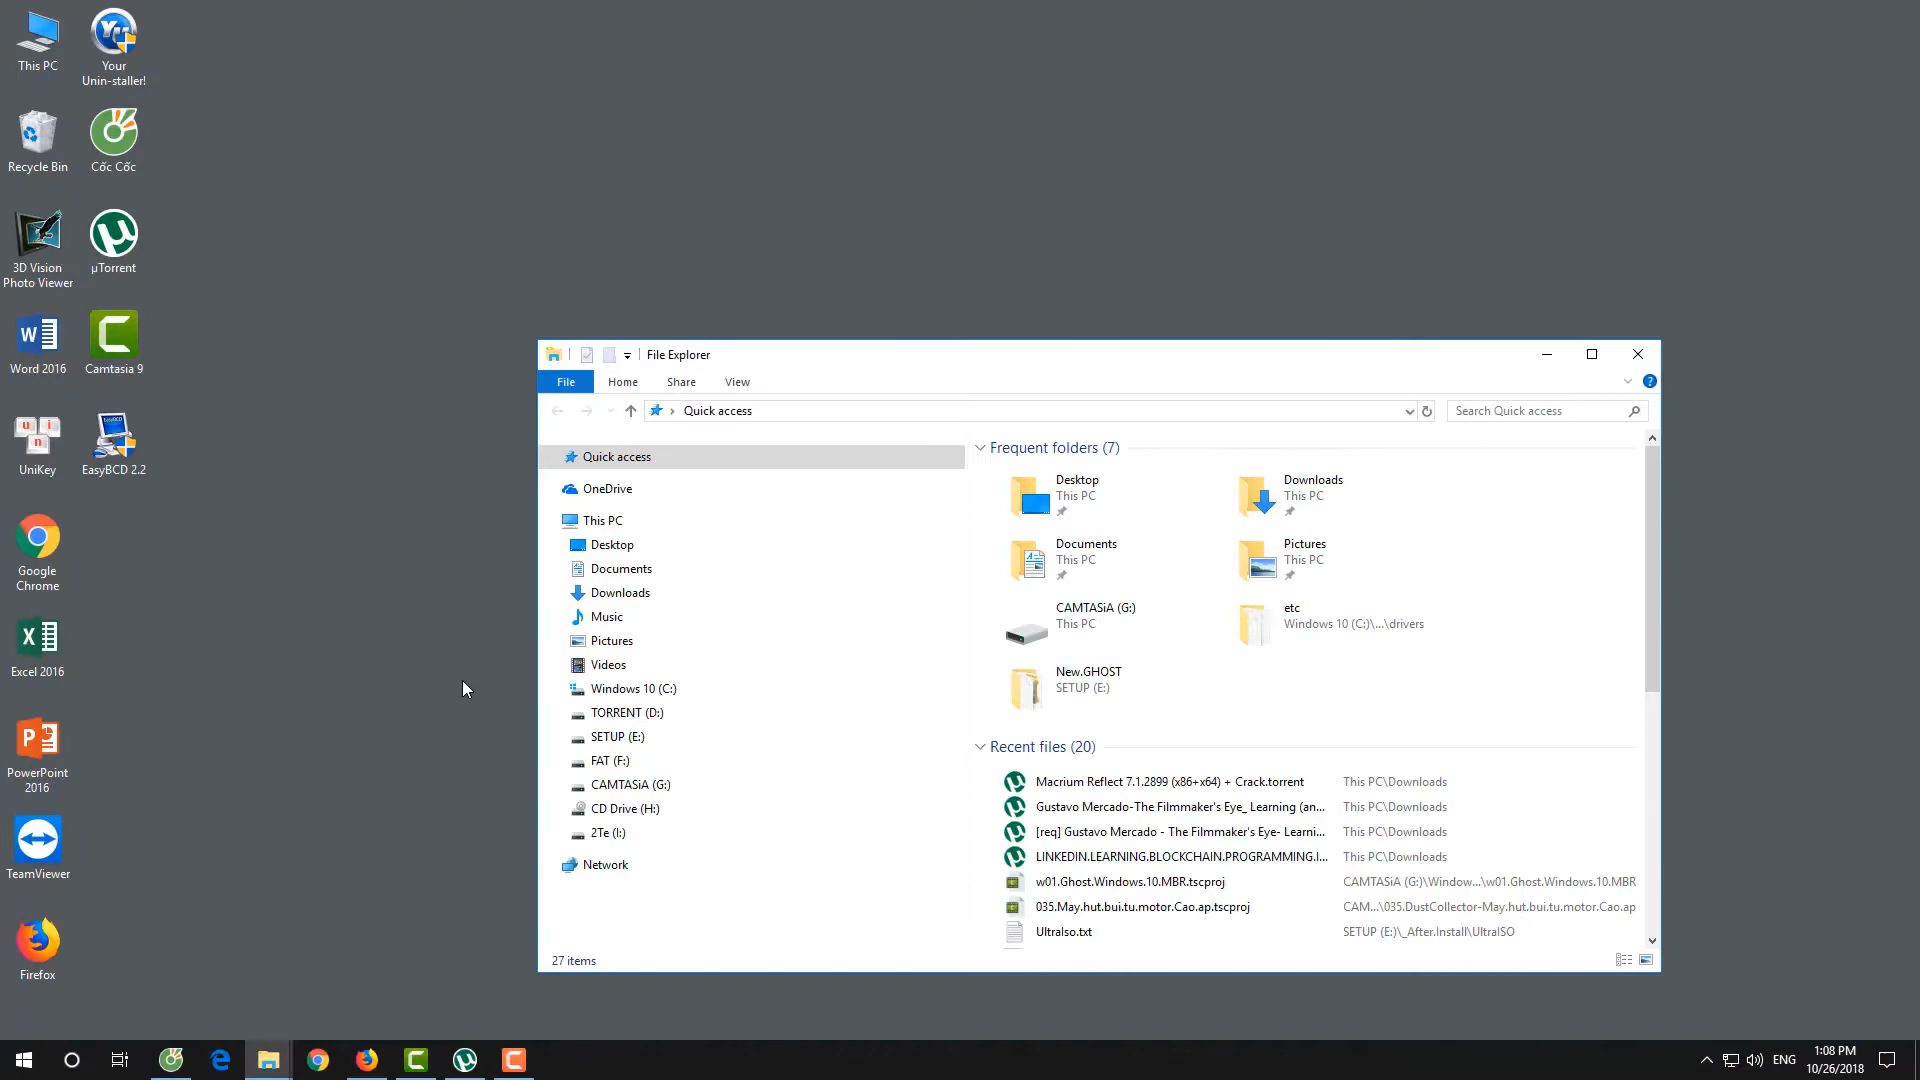 This PC
Your
Unin-staller!
Recycle Bin
Cốc Cốc
3D Vision
Photo Viewer
µTorrent
Word 2016
Camtasia 9
UniKey
EasyBCD 2.2
Google
Chrome
Excel 2016
PowerPoint
2016
TeamViewer
Firefox
File Explorer
File
Home
Share
View
Quick access
Search Quick access
Quick access
OneDrive
This PC
Desktop
Documents
Downloads
Music
Pictures
Videos
Windows 10 (C:)
TORRENT (D:)
SETUP (E:)
FAT (F:)
CAMTASiA (G:)
CD Drive (H:)
2Te (I:)
Network
Frequent folders (7)
Desktop
This PC
Downloads
This PC
Documents
This PC
Pictures
This PC
CAMTASiA (G:)
This PC
etc
Windows 10 (C:)\...\drivers
New.GHOST
SETUP (E:)
Recent files (20)
Macrium Reflect 7.1.2899 (x86+x64) + Crack.torrent This PC\Downloads
Gustavo Mercado-The Filmmaker's Eye_ Learning (an... This PC\Downloads
[req] Gustavo Mercado - The Filmmaker's Eye- Learni... This PC\Downloads
LINKEDIN.LEARNING.BLOCKCHAIN.PROGRAMMING.I... This PC\Downloads
w01.Ghost.Windows.10.MBR.tscproj CAMTASiA (G:)\Window...\w01.Ghost.Windows.10.MBR
035.May.hut.bui.tu.motor.Cao.ap.tscproj CAM...\035.DustCollector-May.hut.bui.tu.motor.Cao.ap
UltraIso.txt SETUP (E:)\_After.Install\UltraISO
27 items
ENG
1:08 PM
10/26/2018